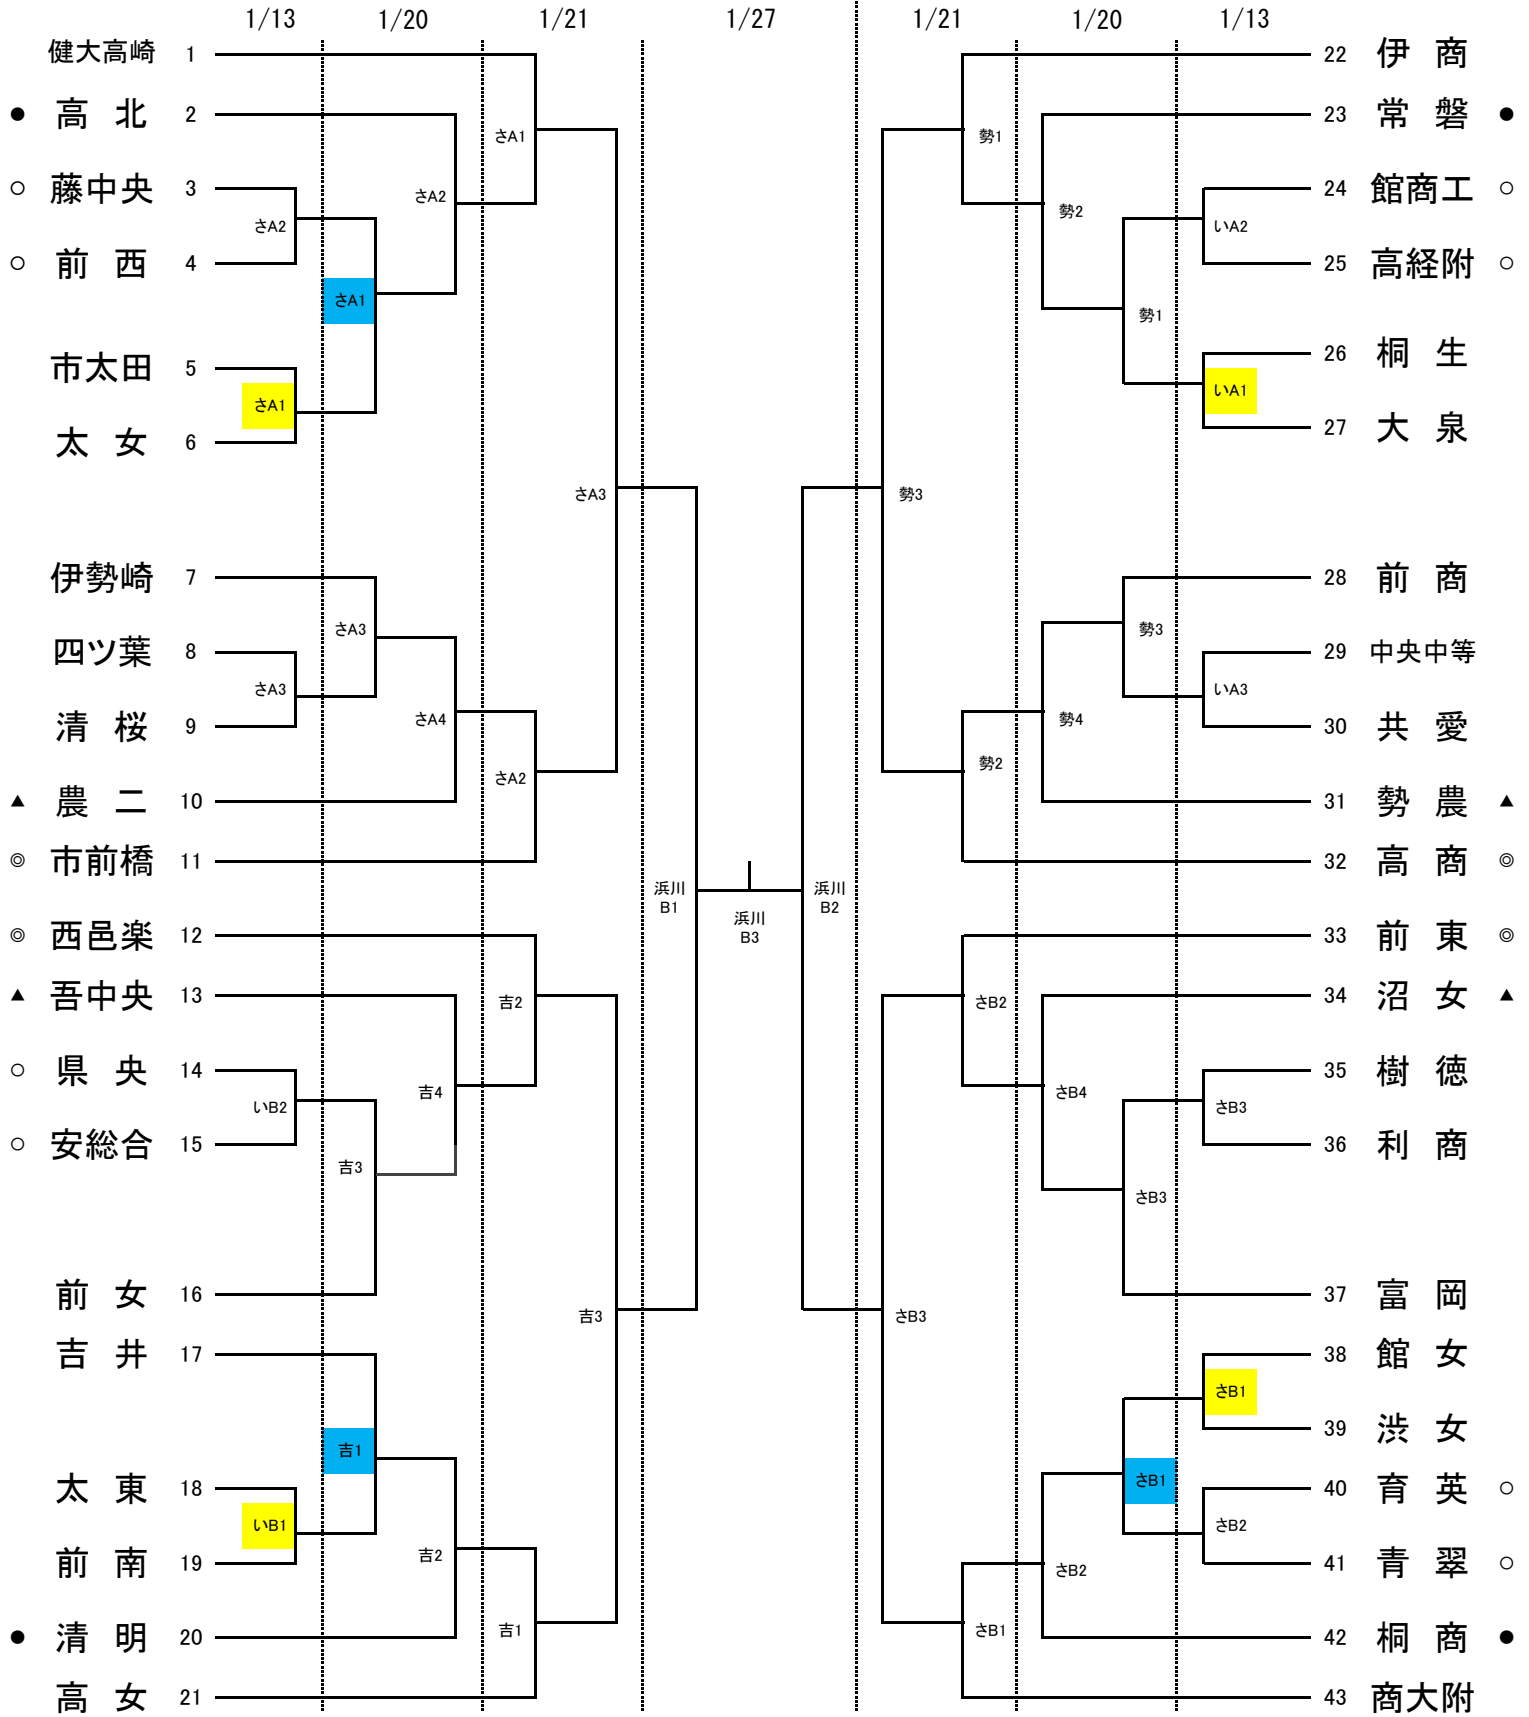 1/13 1/20 1/21 1/27 1/21 1/20 1/13
健大高崎 1 22 伊 商
● 高 北 2 23 常 磐 ●
さA1 勢1
○ 藤中央 3 さA2 24 館商工 ○
さA2 勢2 いA2
○ 前 西 4 25 高経附 ○
さA1 勢1
市太田 5 26 桐 生
さA1 いA1
太 女 6 27 大 泉
さA3 勢3
伊勢崎 7 28 前 商
さA3 勢3
四ツ葉 8 29 中央中等
さA3 いA3
清 桜 9 さA4 勢4 30 共 愛
さA2 勢2
▲ 農 二 10 31 勢 農 ▲
◎ 市前橋 11 32 高 商 ◎
浜川 浜川
B1 B2
浜川
B3
◎ 西邑楽 12 33 前 東 ◎
▲ 吾中央 13 吉2 さB2 34 沼 女 ▲
○ 県 央 14 35 樹 徳
吉4 さB4
いB2 さB3
○ 安総合 15 36 利 商
吉3 さB3
前 女 16 37 富 岡
吉3 さB3
吉 井 17 38 館 女
さB1
39 渋 女
吉1 さB1
太 東 18 40 育 英 ○
いB1 さB2
前 南 19 吉2 さB2 41 青 翠 ○
● 清 明 20 吉1 さB1 42 桐 商 ●
高 女 21 43 商大附